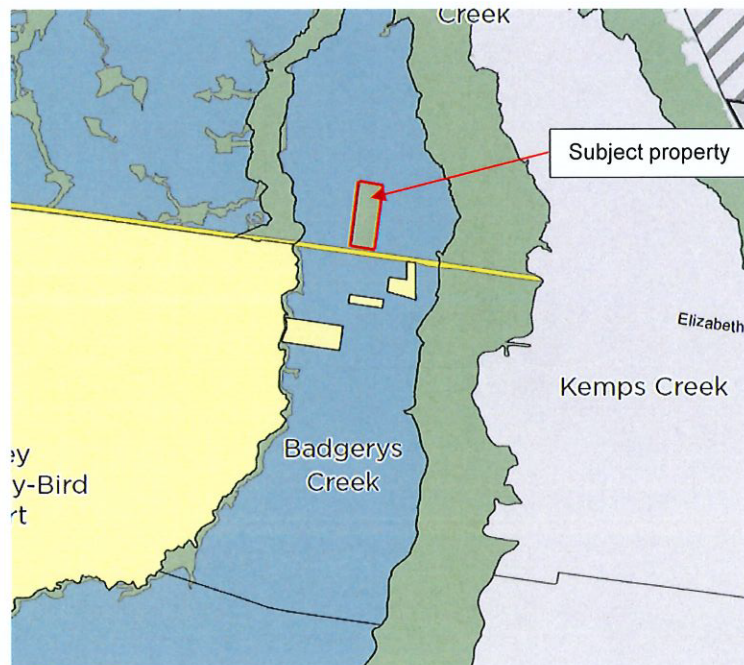 Creek
Subject property
Elizabeth
Kemps Creek
Badgerys
Creek
ey
y-Bird
rt